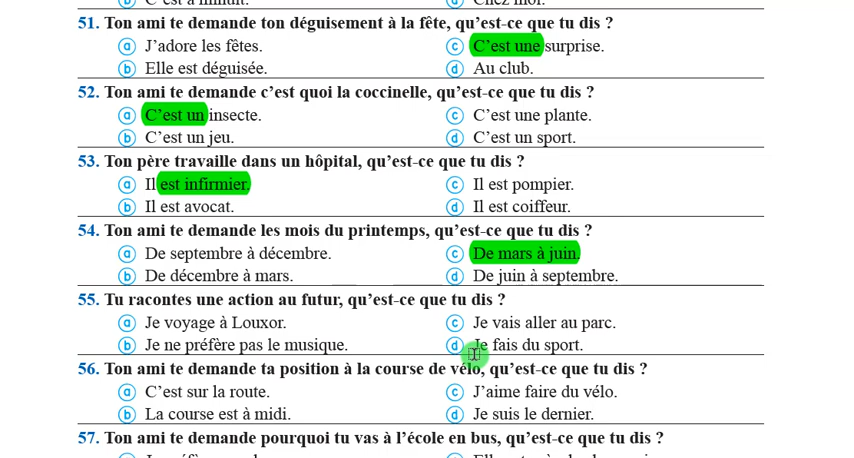 b C'est à minuit. d Chez moi.
51. Ton ami te demande ton déguisement à la fête, qu'est-ce que tu dis ?
a J'adore les fêtes. c C'est une surprise.
b Elle est déguisée. d Au club.
52. Ton ami te demande c'est quoi la coccinelle, qu'est-ce que tu dis ?
a C'est un insecte. c C'est une plante.
b C'est un jeu. d C'est un sport.
53. Ton père travaille dans un hôpital, qu'est-ce que tu dis ?
a Il est infirmier. c Il est pompier.
b Il est avocat. d Il est coiffeur.
54. Ton ami te demande les mois du printemps, qu'est-ce que tu dis ?
a De septembre à décembre. c De mars à juin.
b De décembre à mars. d De juin à septembre.
55. Tu racontes une action au futur, qu'est-ce que tu dis ?
a Je voyage à Louxor. c Je vais aller au parc.
b Je ne préfère pas le musique. d Je fais du sport.
56. Ton ami te demande ta position à la course de vélo, qu'est-ce que tu dis ?
a C'est sur la route. c J'aime faire du vélo.
b La course est à midi. d Je suis le dernier.
57. Ton ami te demande pourquoi tu vas à l'école en bus, qu'est-ce que tu dis ?